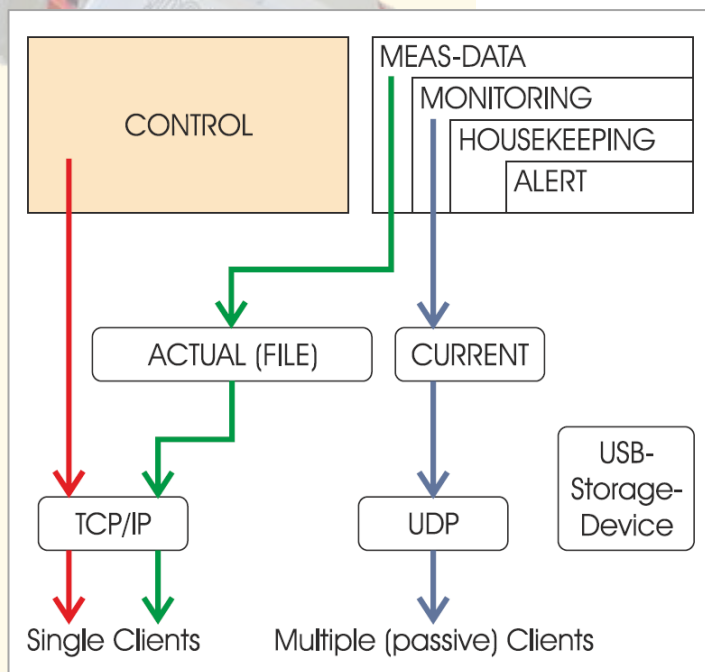 CONTROL
MEAS-DATA
MONITORING
HOUSEKEEPING
ALERT
ACTUAL (FILE)
CURRENT
USB-
Storage-
Device
TCP/IP
UDP
Single Clients
Multiple (passive) Clients